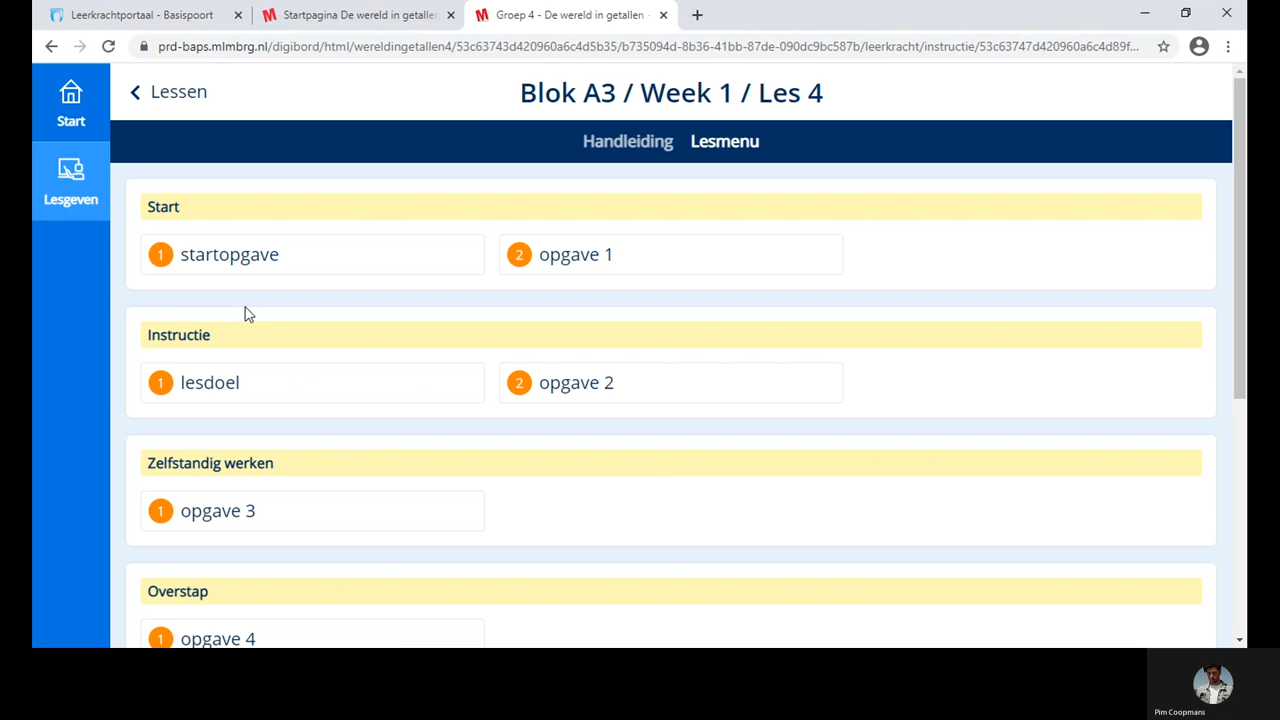 Leerkrachtportaal - Basispoort
Startpagina De wereld in getallen
Groep 4 - De wereld in getallen -
prd-baps.mlmbrg.nl/digibord/html/wereldingetallen4/53c63743d420960a6c4d5b35/b735094d-8b36-41bb-87de-090dc9bc587b/leerkracht/instructie/53c63747d420960a6c4d89f...
Start
Lesgeven
Lessen
Blok A3 / Week 1 / Les 4
Handleiding Lesmenu
Start
1 startopgave
2 opgave 1
Instructie
1 lesdoel
2 opgave 2
Zelfstandig werken
1 opgave 3
Overstap
1 opgave 4
Pim Coopmans